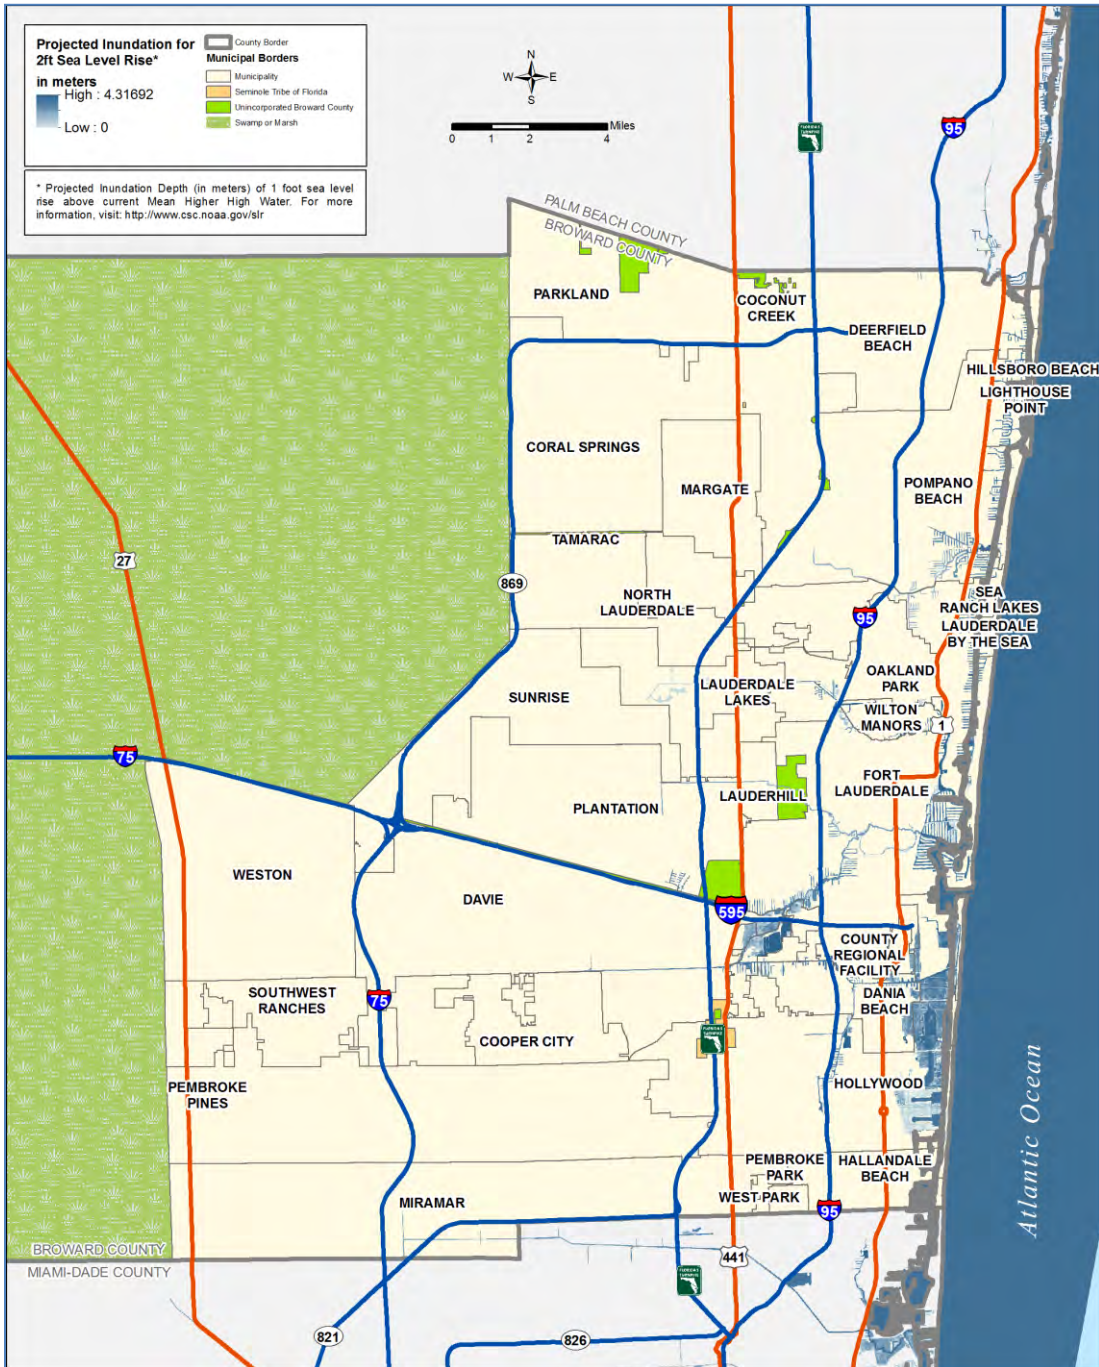 Projected Inundation for
2ft Sea Level Rise*
in meters
High : 4.31692
Low : 0
County Border
Municipal Borders
Municipality
Seminole Tribe of Florida
Unincorporated Broward County
Swamp or Marsh
* Projected Inundation Depth (in meters) of 1 foot sea level
rise above current Mean Higher High Water. For more
information, visit: http://www.csc.noaa.gov/slr
N
W E
S
Miles
0 1 2 4
95
PALM BEACH COUNTY
BROWARD COUNTY
PARKLAND
COCONUT
CREEK
DEERFIELD
BEACH
HILLSBORO BEACH
LIGHTHOUSE
POINT
CORAL SPRINGS
MARGATE
POMPANO
BEACH
TAMARAC
27
869
NORTH
LAUDERDALE
SEA
RANCH LAKES
LAUDERDALE
BY THE SEA
95
OAKLAND
PARK
LAUDERDALE
LAKES
SUNRISE
WILTON
MANORS
1
75
FORT
LAUDERDALE
LAUDERHILL
PLANTATION
WESTON
DAVIE
595
COUNTY
REGIONAL
FACILITY
DANIA
BEACH
SOUTHWEST
RANCHES
75
COOPER CITY
HOLLYWOOD
PEMBROKE
PINES
Atlantic Ocean
PEMBROKE
PARK
HALLANDALE
BEACH
WEST PARK
MIRAMAR
95
BROWARD COUNTY
MIAMI-DADE COUNTY
441
821
826